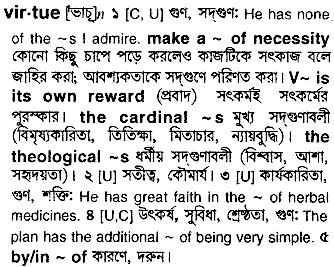 vir·tue [ˈভাচূ] n ১ [C, U] গুণ, সদ্‌গুণ: He has none
of the ~s I admire. make a ~ of necessity
কোনো কিছু চাপে পড়ে করলেও কাজটিকে সৎকাজ বলে
জাহির করা; আবশ্যকতাকে সদ্‌গুণে পরিণত করা। V~ is
its own reward (প্রবাদ) সৎকর্মই সৎকর্মের
পুরস্কার। the cardinal ~s মুখ্য সদ্‌গুণাবলী
(বিমৃষ্যকারিতা, তিতিক্ষা, মিতাচার, ন্যায়বুদ্ধি)। the
theological ~s ধর্মীয় সদ্‌গুণাবলী (বিশ্বাস, আশা,
সহৃদয়তা)। ২ [U] সতীত্ব, কৌমার্য। ৩ [U] কার্যকারিতা,
গুণ, শক্তি: He has great faith in the ~ of herbal
medicines. ৪ [U,C] উৎকর্ষ, সুবিধা, শ্রেষ্ঠতা, গুণ: The
plan has the additional ~ of being very simple. ৫
by/in ~ of কারণে, দরুন।